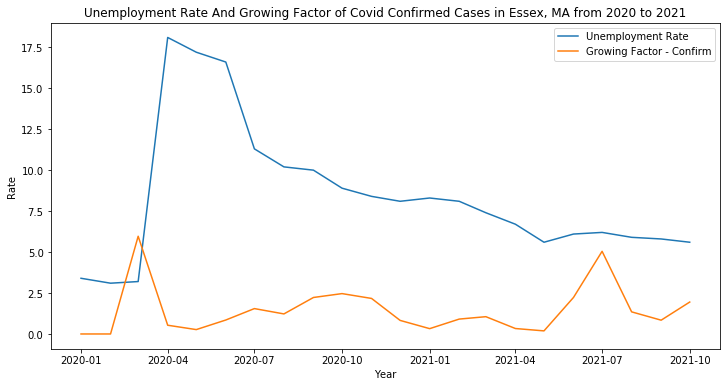 Unemployment Rate And Growing Factor of Covid Confirmed Cases in Essex, MA from 2020 to 2021
Unemployment Rate
Growing Factor - Confirm
17.5
15.0
12.5
10.0
7.5
5.0
2.5
0.0
Rate
2020-01 2020-04 2020-07 2020-10 2021-01 2021-04 2021-07 2021-10
Year